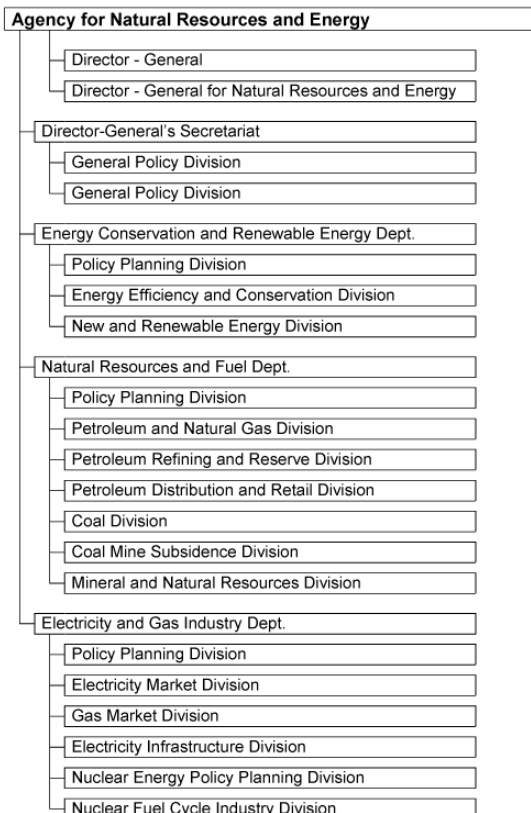 Agency for Natural Resources and Energy
Director - General
Director - General for Natural Resources and Energy
Director-General's Secretariat
General Policy Division
General Policy Division
Energy Conservation and Renewable Energy Dept.
Policy Planning Division
Energy Efficiency and Conservation Division
New and Renewable Energy Division
Natural Resources and Fuel Dept.
Policy Planning Division
Petroleum and Natural Gas Division
Petroleum Refining and Reserve Division
Petroleum Distribution and Retail Division
Coal Division
Coal Mine Subsidence Division
Mineral and Natural Resources Division
Electricity and Gas Industry Dept.
Policy Planning Division
Electricity Market Division
Gas Market Division
Electricity Infrastructure Division
Nuclear Energy Policy Planning Division
Nuclear Fuel Cycle Industry Division